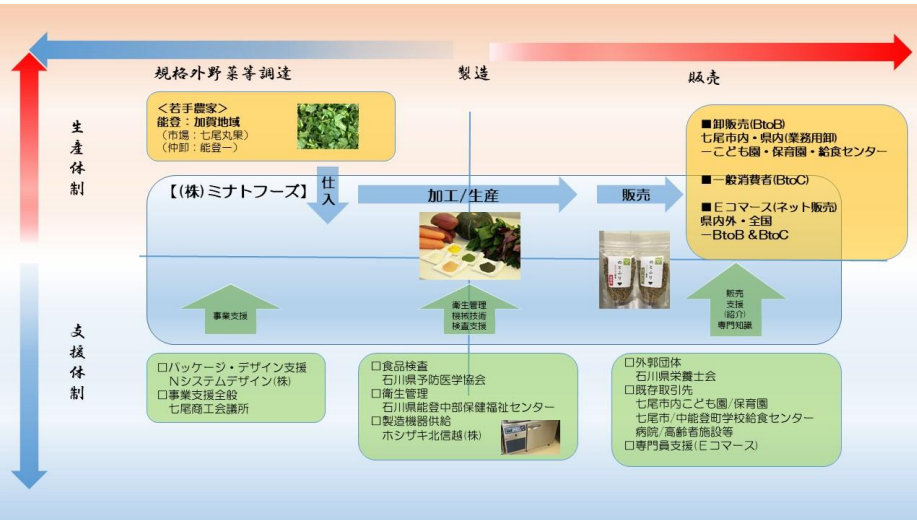 規格外野菜等調達
製造
販売
生産体制
<若手農家>
能登:加賀地域
(市場:七尾丸果)
(仲卸:能登一)
■卸販売(BtoB)
七尾市内・県内(業務用卸)
ーこども園・保育園・給食センター
■一般消費者(BtoC)
■Eコマース(ネット販売)
県内外・全国
ーBtoB &BtoC
【(株)ミナトフーズ】
仕入
加工/生産
販売
支援体制
事業支援
衛生管理
機械技術
検査支援
販売
支援
(紹介)
専門知識
□パッケージ・デザイン支援
Nシステムデザイン(株)
□事業支援全般
七尾商工会議所
□食品検査
石川県予防医学協会
□衛生管理
石川県能登中部保健福祉センター
□製造機器供給
ホシザキ北信越(株)
□外郭団体
石川県栄養士会
□既存取引先
七尾市内こども園/保育園
七尾市/中能登町学校給食センター
病院/高齢者施設等
□専門員支援(Eコマース)